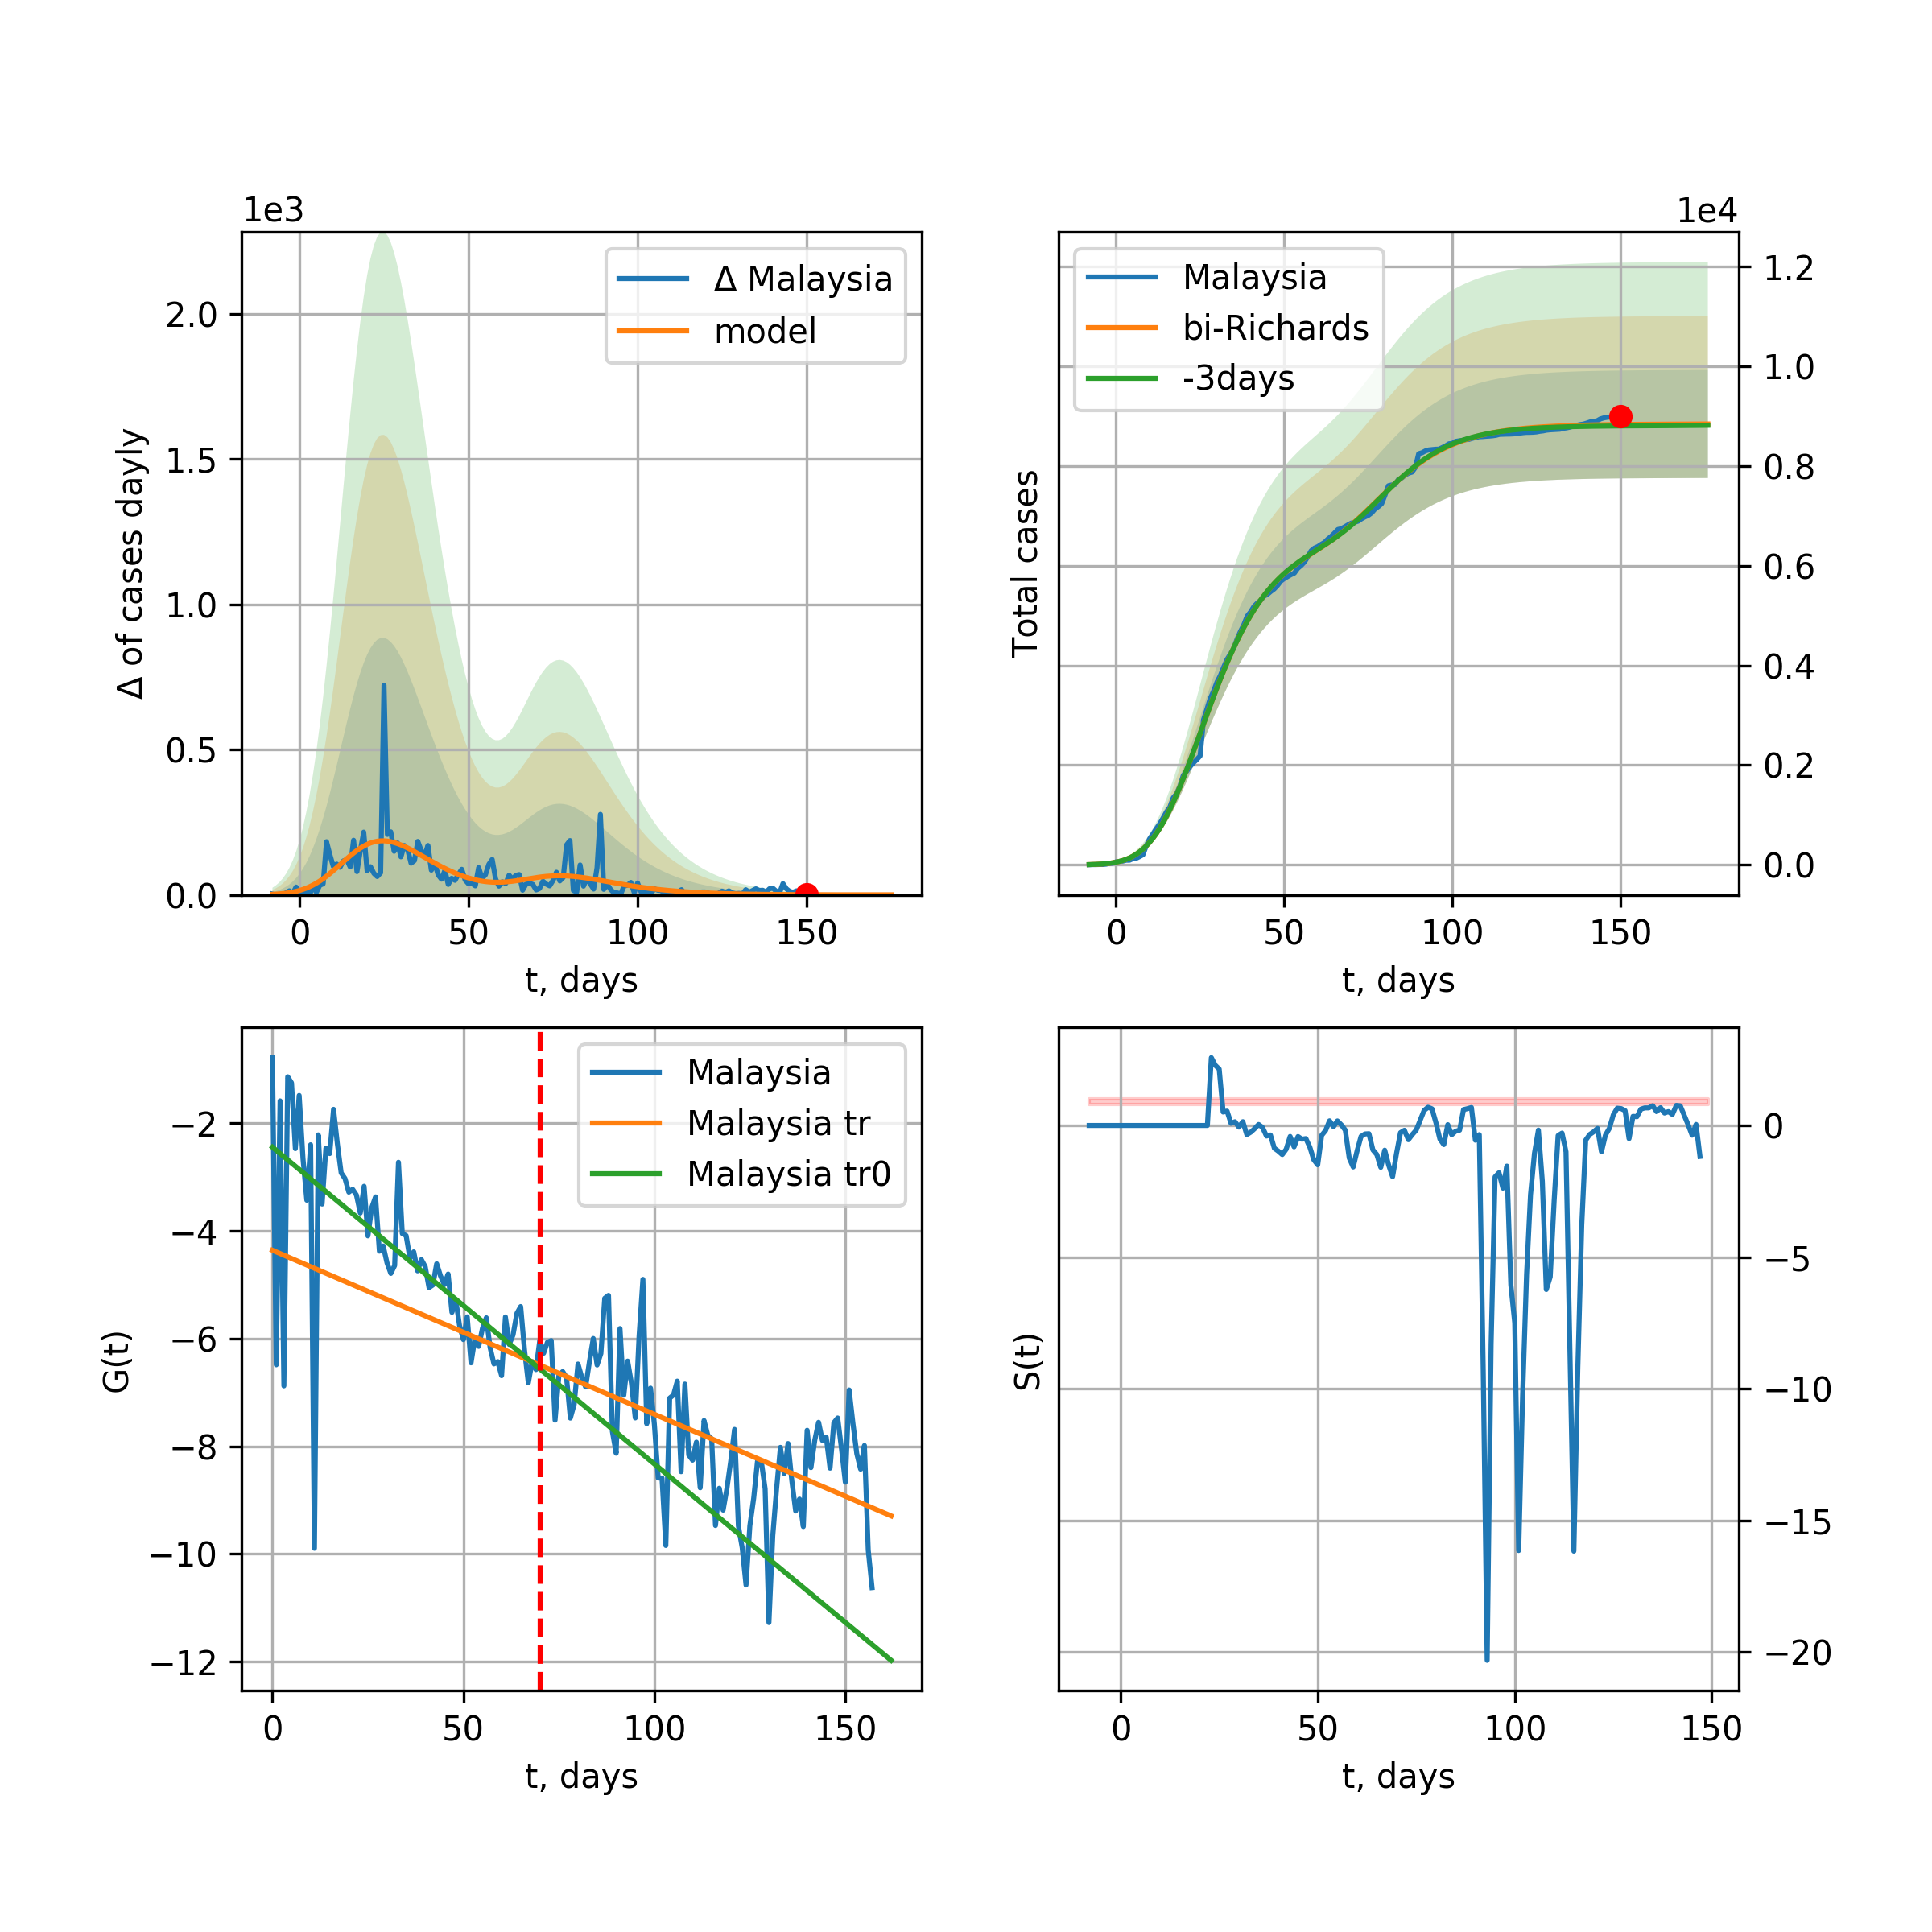 1e3
Δ Malaysia
model
2.0
1.5
1.0
0.5
0.0
Δ of cases dayly
0 50 100 150
t, days
1e4
Malaysia
bi-Richards
-3days
1.2
1.0
0.8
0.6
0.4
0.2
0.0
Total cases
0 50 100 150
t, days
Malaysia
Malaysia tr
Malaysia tr0
−2
−4
−6
−8
−10
−12
G(t)
0 50 100 150
t, days
0
−5
−10
−15
−20
S(t)
0 50 100 150
t, days